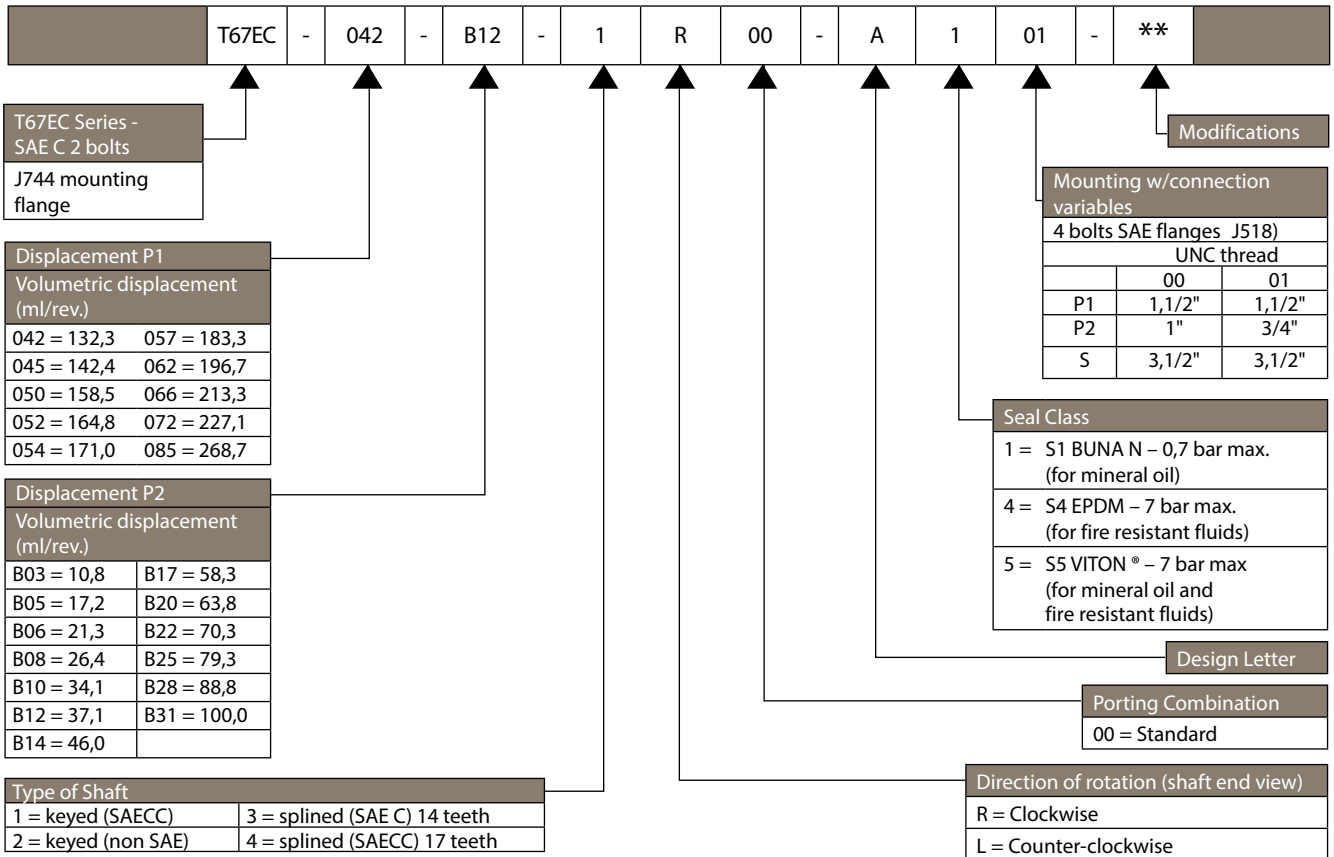 T67EC - 042 - B12 - 1 R 00 - A 1 01 - **
T67EC Series -
SAE C 2 bolts
J744 mounting
flange
Displacement P1
Volumetric displacement
(ml/rev.)
042 = 132,3 057 = 183,3
045 = 142,4 062 = 196,7
050 = 158,5 066 = 213,3
052 = 164,8 072 = 227,1
054 = 171,0 085 = 268,7
Displacement P2
Volumetric displacement
(ml/rev.)
B03 = 10,8 B17 = 58,3
B05 = 17,2 B20 = 63,8
B06 = 21,3 B22 = 70,3
B08 = 26,4 B25 = 79,3
B10 = 34,1 B28 = 88,8
B12 = 37,1 B31 = 100,0
B14 = 46,0
Type of Shaft
1 = keyed (SAECC) 3 = splined (SAE C) 14 teeth
2 = keyed (non SAE) 4 = splined (SAECC) 17 teeth
Modifications
Mounting w/connection
variables
4 bolts SAE flanges J518)
UNC thread
00 01
P1 1,1/2" 1,1/2"
P2 1" 3/4"
S 3,1/2" 3,1/2"
Seal Class
1 = S1 BUNA N – 0,7 bar max.
(for mineral oil)
4 = S4 EPDM – 7 bar max.
(for fire resistant fluids)
5 = S5 VITON ® – 7 bar max
(for mineral oil and
fire resistant fluids)
Design Letter
Porting Combination
00 = Standard
Direction of rotation (shaft end view)
R = Clockwise
L = Counter-clockwise